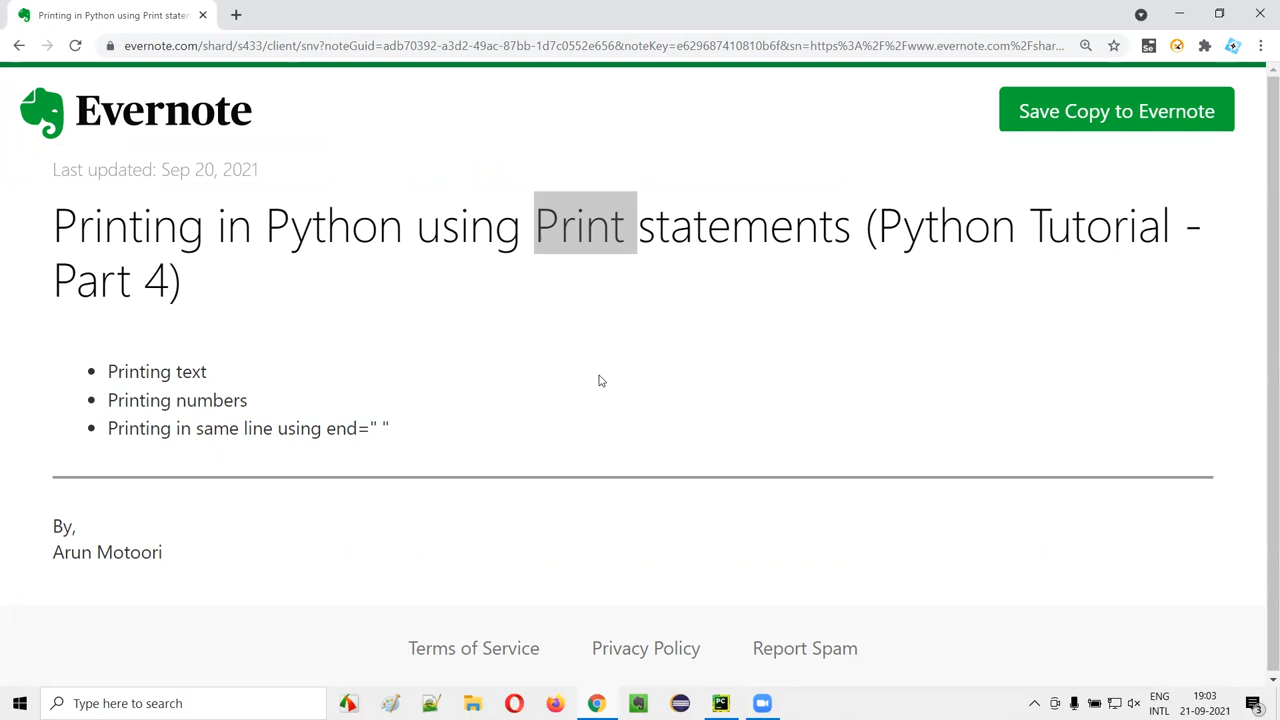 Printing in Python using Print staten
evernote.com/shard/s433/client/snv?noteGuid=adb70392-a3d2-49ac-87bb-1d7c0552e656&noteKey=e629687410810b6f&sn=https%3A%2F%2Fwww.evernote.com%2Fshar...
Se
Evernote
Save Copy to Evernote
Last updated: Sep 20, 2021
Printing in Python using Print statements (Python Tutorial -
Part 4)
• Printing text
• Printing numbers
• Printing in same line using end=" "
By,
Arun Motoori
Terms of Service Privacy Policy Report Spam
Type here to search
PC
ENG
INTL
19:03
21-09-2021
3